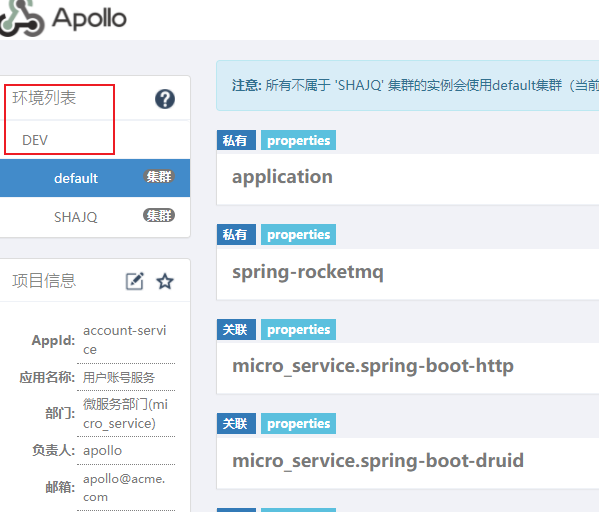 Apollo
环境列表
DEV
default 集群
SHAJQ 集群
项目信息
AppId: account-servi
ce
应用名称: 用户账号服务
部门: 微服务部门(mi
cro_service)
负责人: apollo
邮箱: apollo@acme.
com
注意: 所有不属于 'SHAJQ' 集群的实例会使用default集群（当前
私有 properties
application
私有 properties
spring-rocketmq
关联 properties
micro_service.spring-boot-http
关联 properties
micro_service.spring-boot-druid